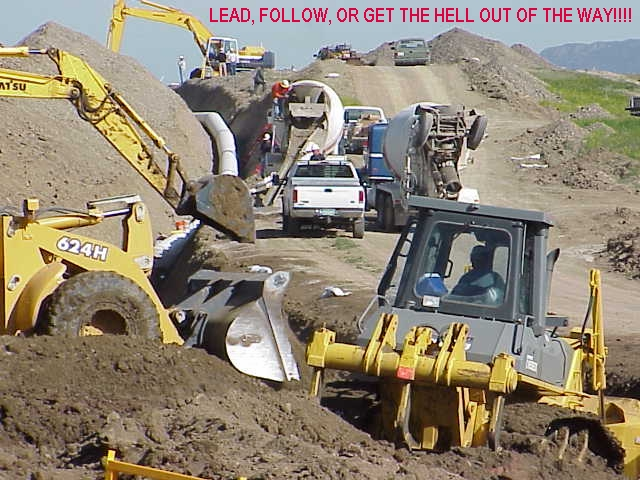 LEAD, FOLLOW, OR GET THE HELL OUT OF THE WAY!!!!
624H